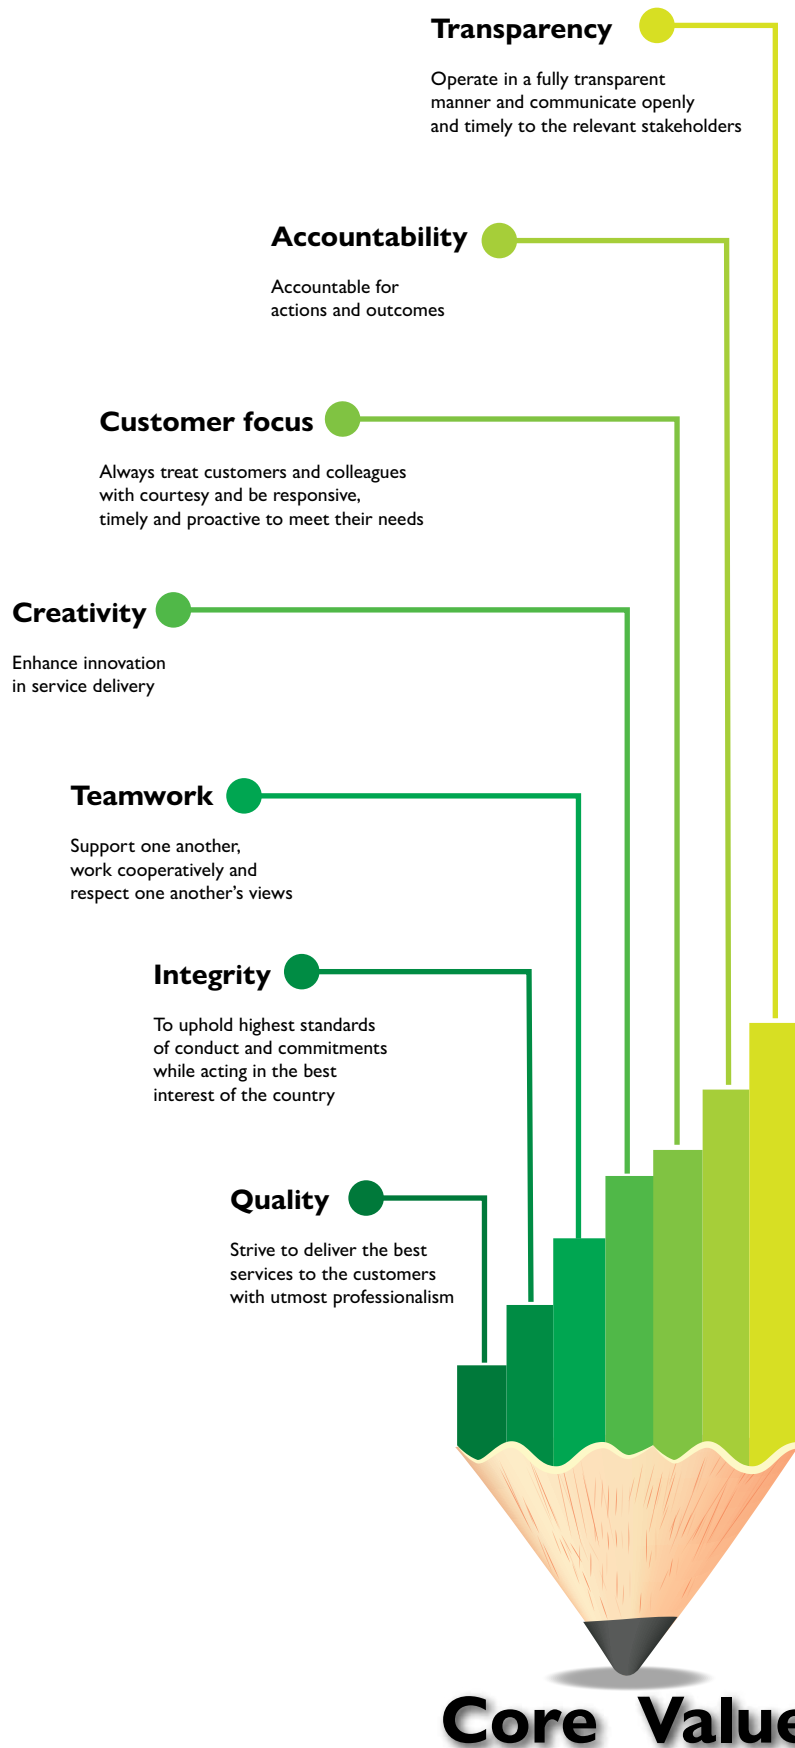 Transparency
Operate in a fully transparent
manner and communicate openly
and timely to the relevant stakeholders
Accountability
Accountable for
actions and outcomes
Customer focus
Always treat customers and colleagues
with courtesy and be responsive,
timely and proactive to meet their needs
Creativity
Enhance innovation
in service delivery
Teamwork
Support one another,
work cooperatively and
respect one another's views
Integrity
To uphold highest standards
of conduct and commitments
while acting in the best
interest of the country
Quality
Strive to deliver the best
services to the customers
with utmost professionalism
Core Value